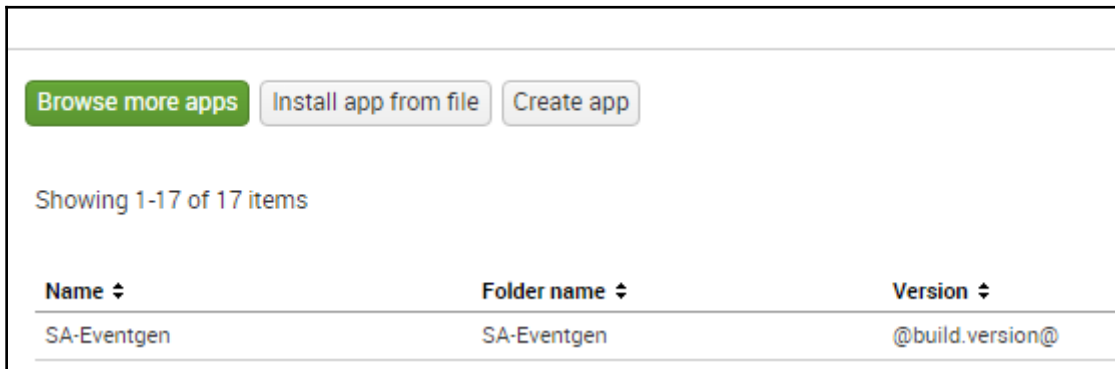 Browse more apps Install app from file Create app
Showing 1-17 of 17 items
Name Folder name Version
SA-Eventgen SA-Eventgen @build.version@